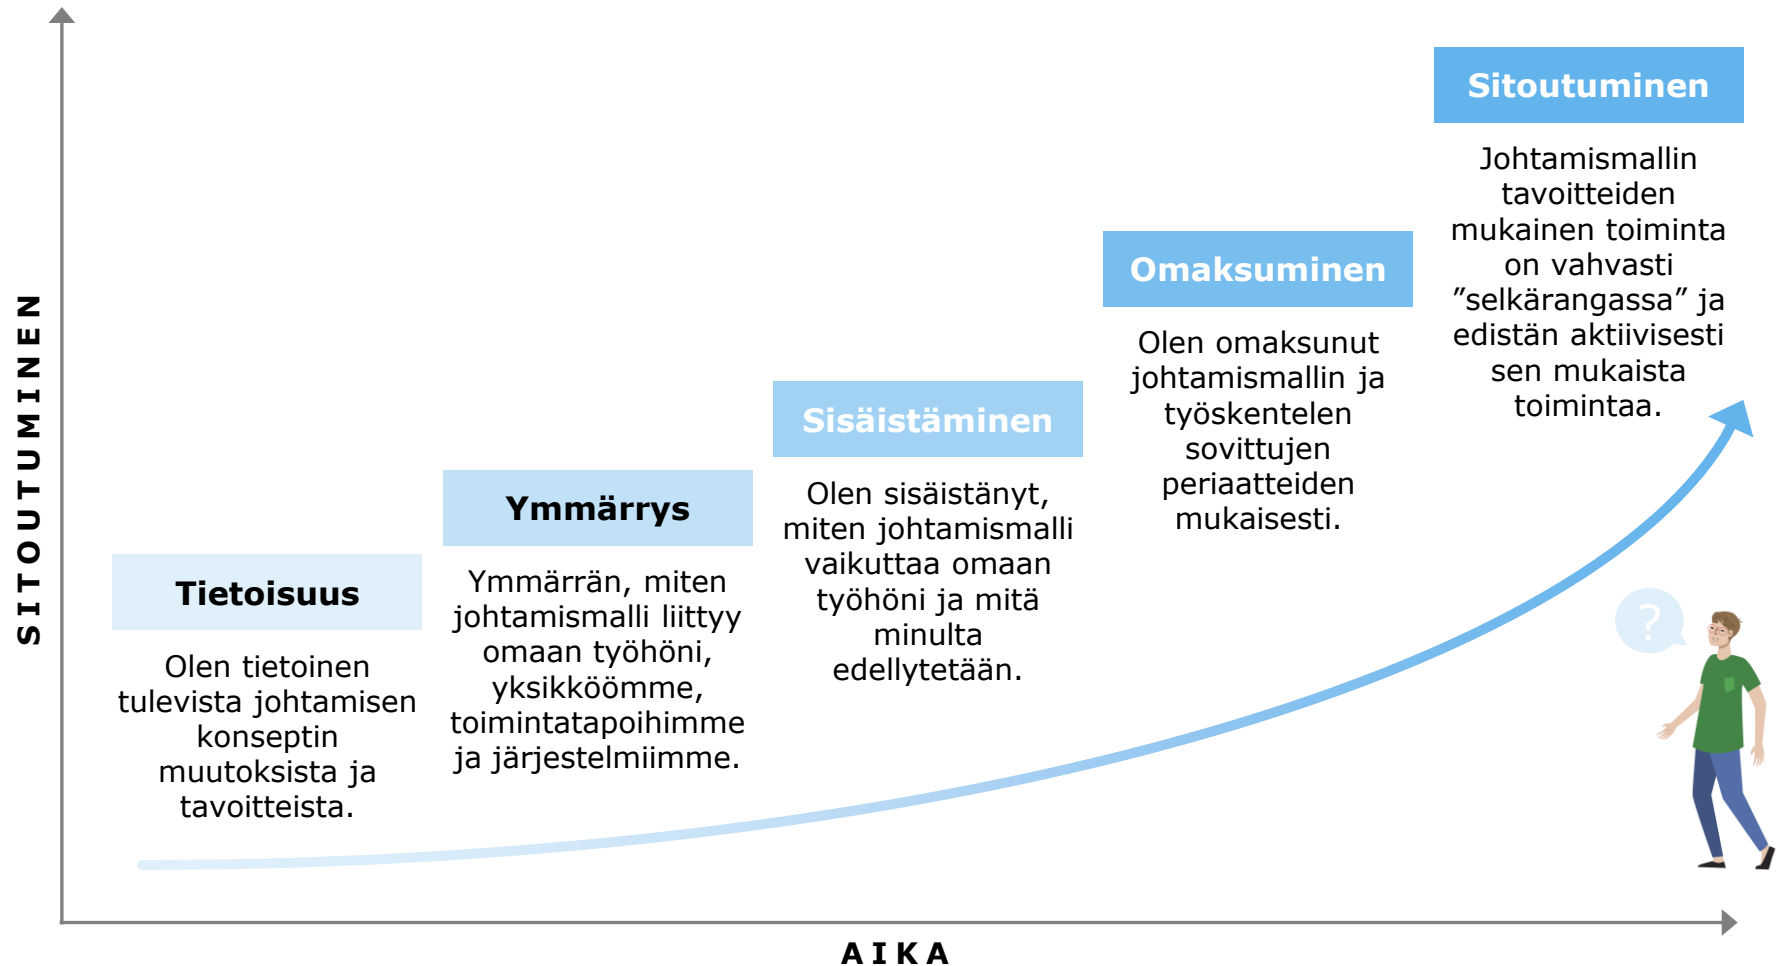 SITOUTUMINEN
Tietoisuus
Olen tietoinen
tulevista johtamisen
konseptin
muutoksista ja
tavoitteista.
Ymmärrys
Ymmärrän, miten
johtamismalli liittyy
omaan työhöni,
yksikköömme,
toimintatapoihimme
ja järjestelmiimme.
Sisäistäminen
Olen sisäistänyt,
miten johtamismalli
vaikuttaa omaan
työhöni ja mitä
minulta
edellytetään.
Omaksuminen
Olen omaksunut
johtamismallin ja
työskentelen
sovittujen
periaatteiden
mukaisesti.
Sitoutuminen
Johtamismallin
tavoitteiden
mukainen toiminta
on vahvasti
”selkärangassa” ja
edistän aktiivisesti
sen mukaista
toimintaa.
?
AIKA